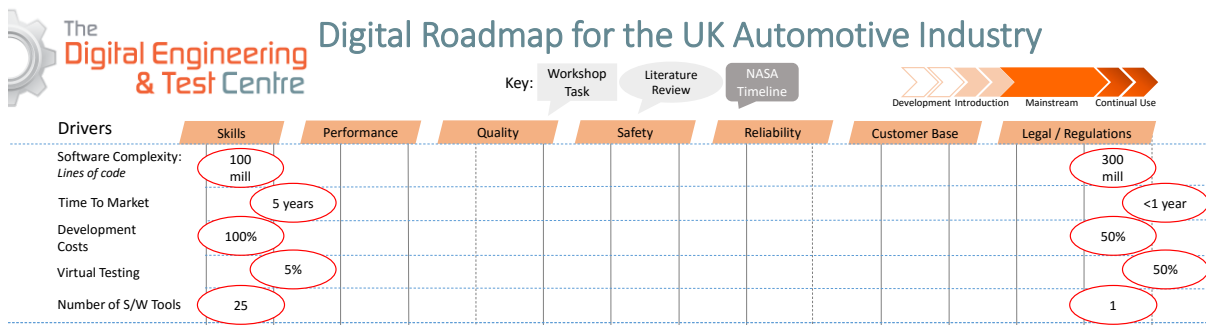 The
Digital Engineering
& Test Centre
Digital Roadmap for the UK Automotive Industry
Key:
Workshop
Task
Literature
Review
NASA
Timeline
Development Introduction Mainstream Continual Use
Drivers
Skills Performance Quality Safety Reliability Customer Base Legal / Regulations
Software Complexity:
Lines of code
100
mill
300
mill
Time To Market 5 years <1 year
Development
Costs
100% 50%
Virtual Testing 5% 50%
Number of S/W Tools 25 1